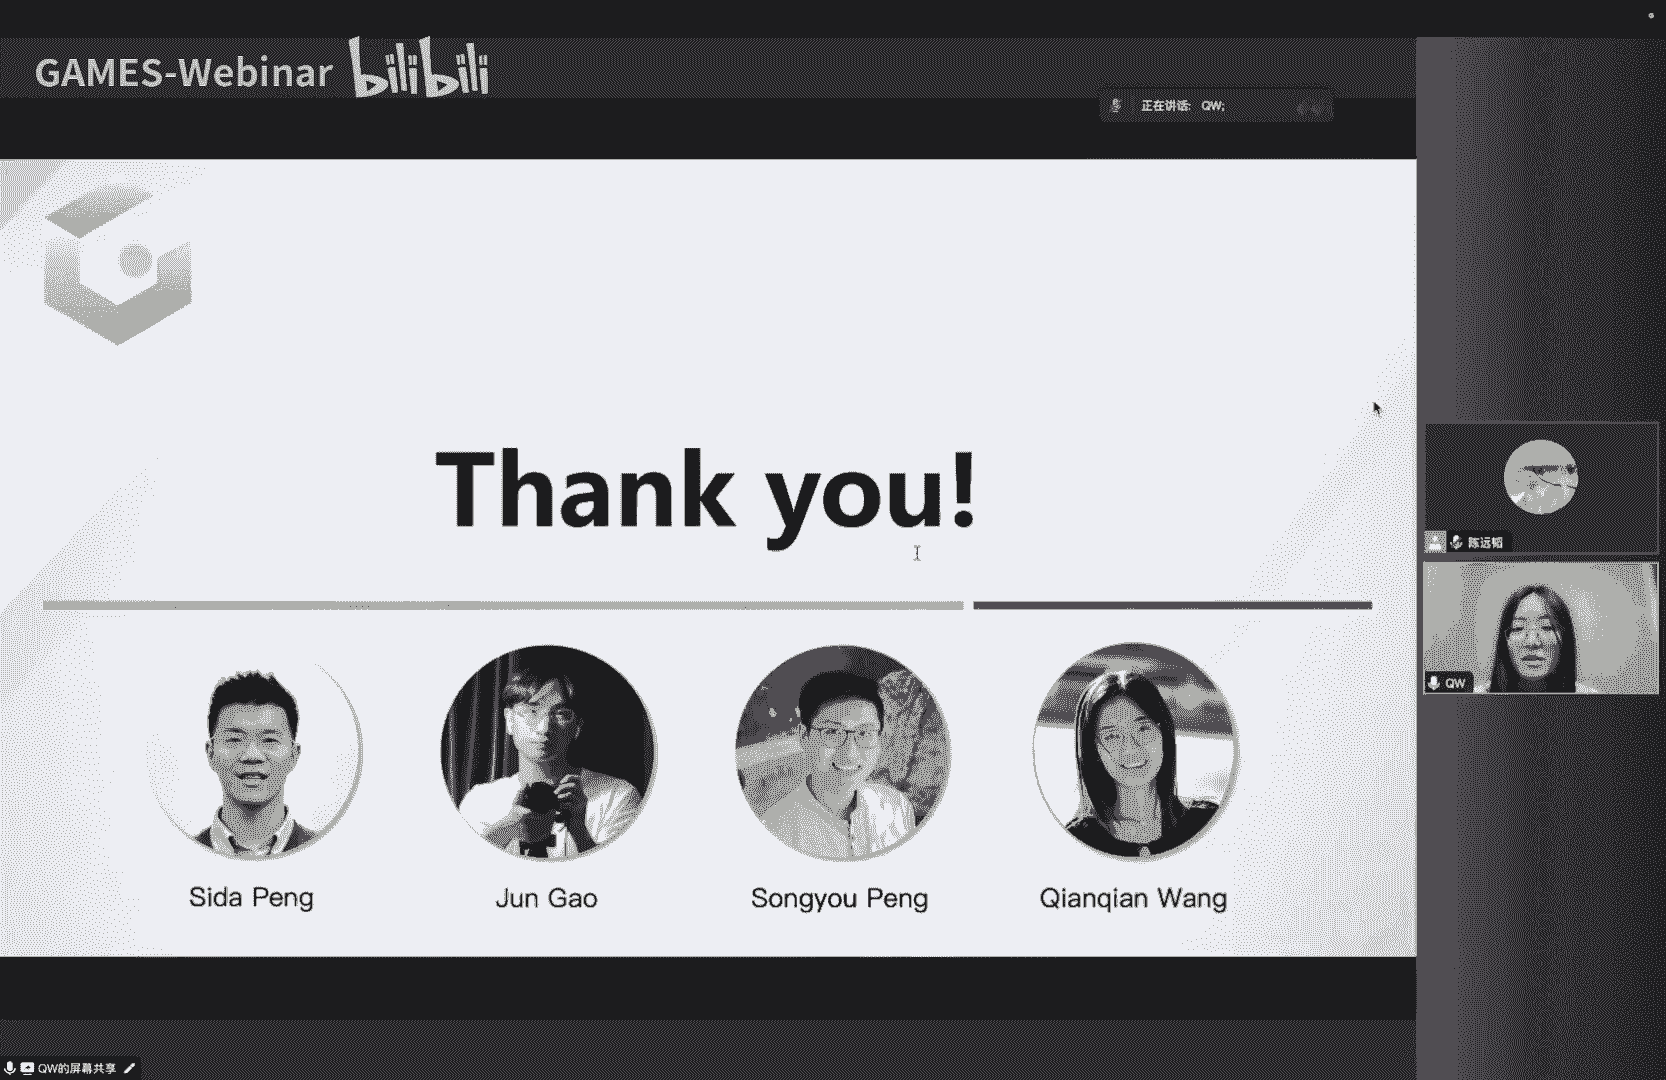 GAMES-Webinar bilibili
正在讲话: QW;
Thank you!
陈远韬
QW
Sida Peng
Jun Gao
Songyou Peng
Qianqian Wang
QW的屏幕共享